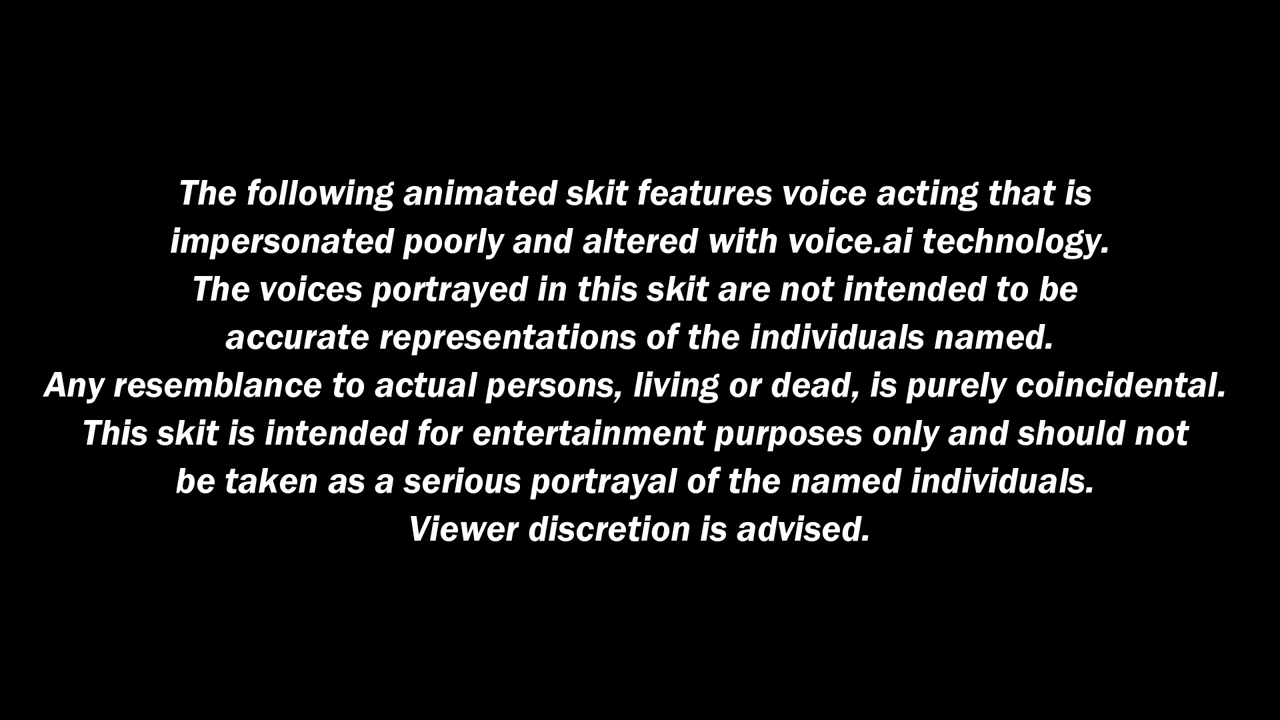 The following animated skit features voice acting that is
impersonated poorly and altered with voice.ai technology.
The voices portrayed in this skit are not intended to be
accurate representations of the individuals named.
Any resemblance to actual persons, living or dead, is purely coincidental.
This skit is intended for entertainment purposes only and should not
be taken as a serious portrayal of the named individuals.
Viewer discretion is advised.